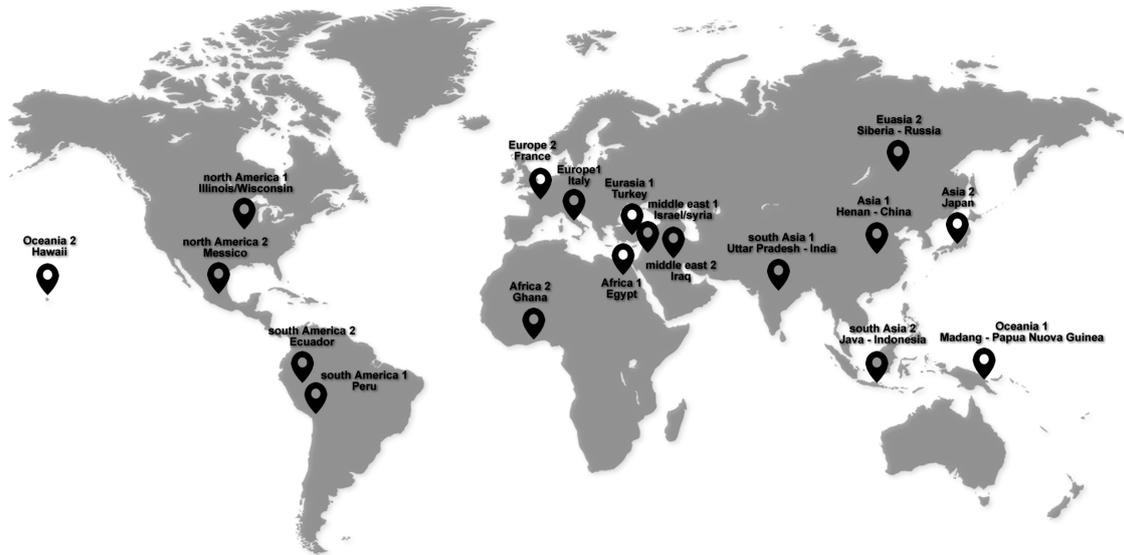 Euasia 2
Siberia - Russia
Europe 2
France
Europe1
Italy
north America 1
Illinois/Wisconsin
Eurasia 1
Turkey
Asia 2
Japan
middle east 1
Israel/syria
Asia 1
Henan - China
Oceania 2
Hawaii
north America 2
Messico
south Asia 1
Uttar Pradesh - India
middle east 2
Iraq
Africa 1
Egypt
Africa 2
Ghana
south America 2
Ecuador
south Asia 2
Java - Indonesia
Oceania 1
Madang - Papua Nuova Guinea
south America 1
Peru